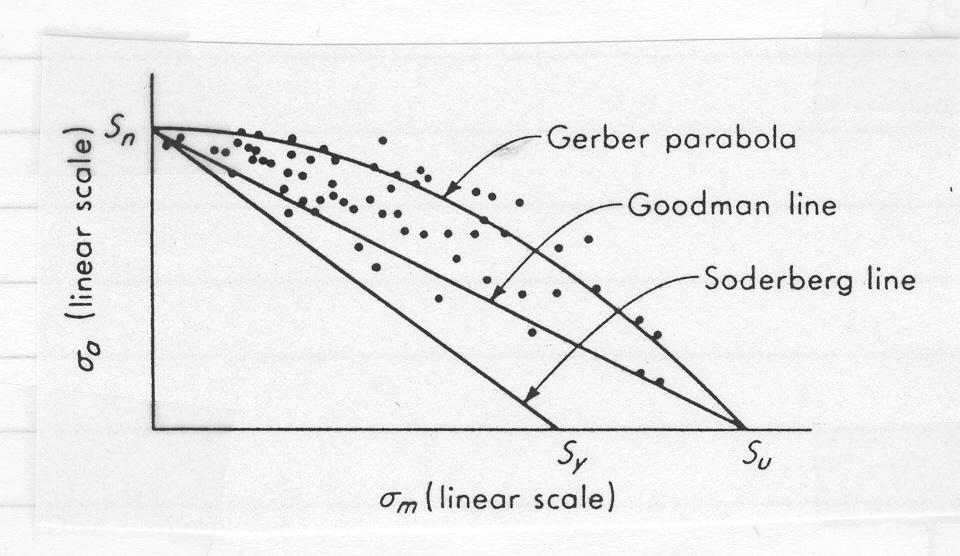 Sn
Gerber parabola
Goodman line
Soderberg line
σa (linear scale)
Sy
Su
σm (linear scale)